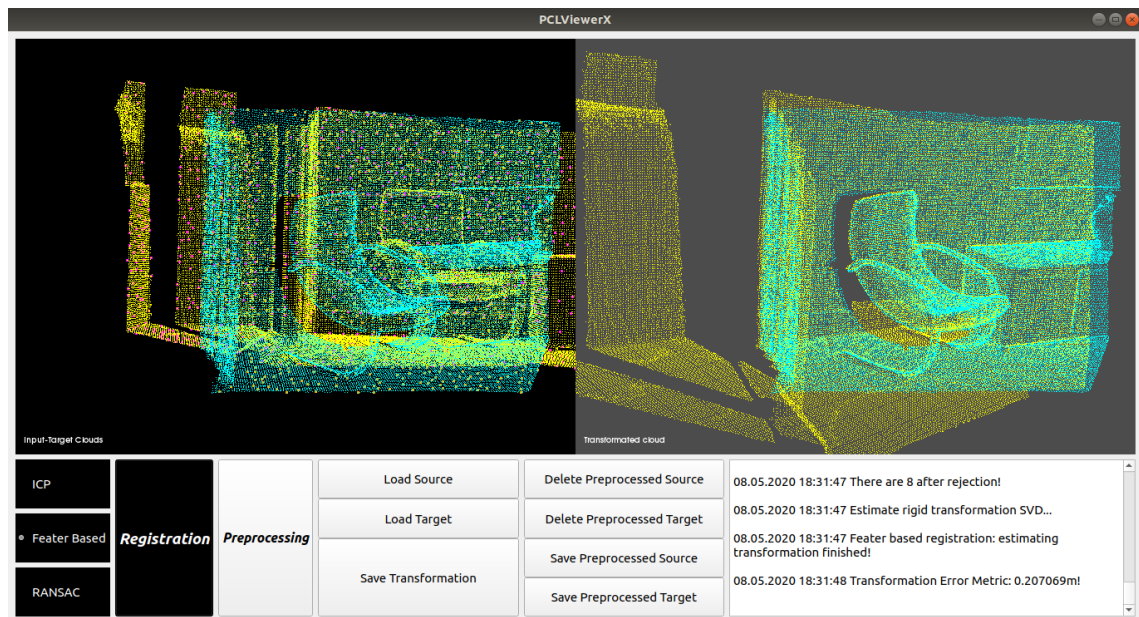 PCLViewerX
Input-Target Clouds
Transformated cloud
ICP
Feater Based
RANSAC
Registration
Preprocessing
Load Source
Load Target
Save Transformation
Delete Preprocessed Source
Delete Preprocessed Target
Save Preprocessed Source
Save Preprocessed Target
08.05.2020 18:31:47 There are 8 after rejection!
08.05.2020 18:31:47 Estimate rigid transformation SVD...
08.05.2020 18:31:47 Feater based registration: estimating
transformation finished!
08.05.2020 18:31:48 Transformation Error Metric: 0.207069m!